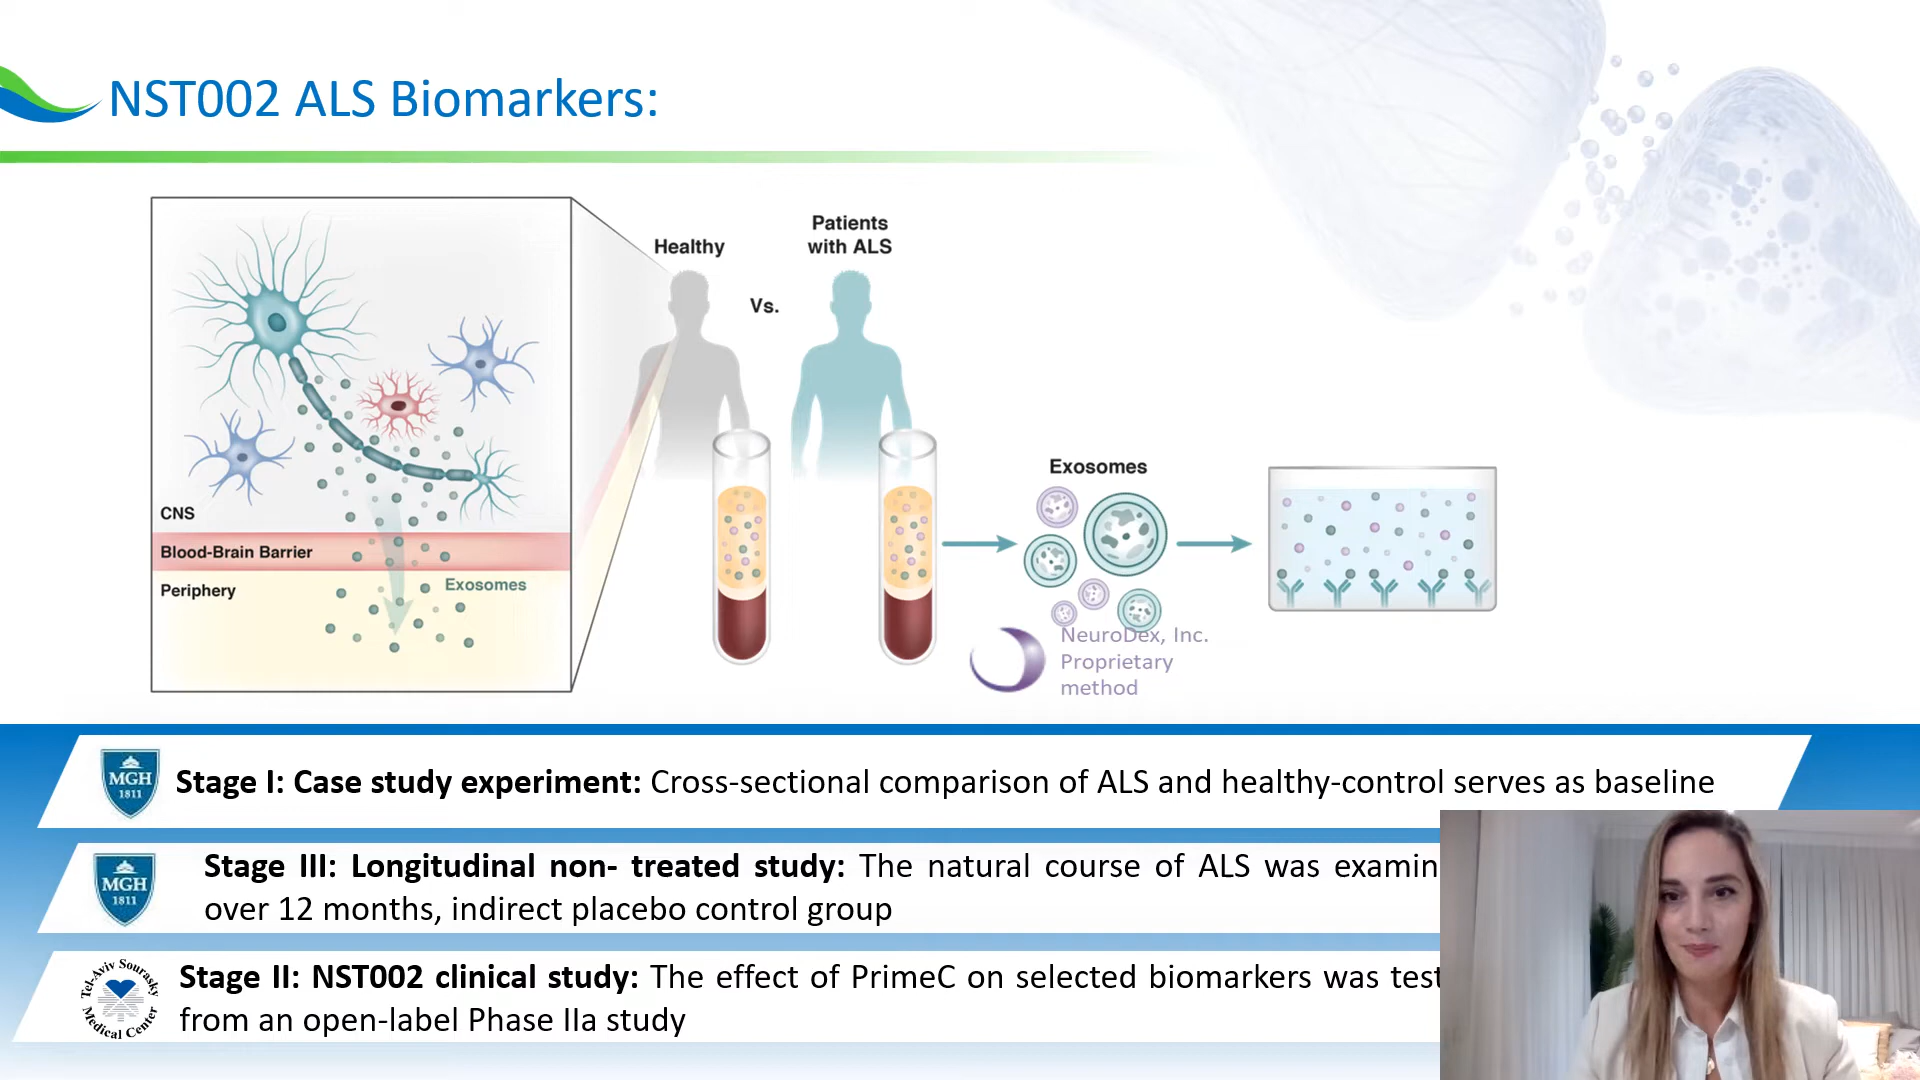 NST002 ALS Biomarkers:
Healthy
Vs.
Patients
with ALS
CNS
Blood-Brain Barrier
Periphery
Exosomes
Exosomes
NeuroDex, Inc.
Proprietary
method
MGH
1811
Stage I: Case study experiment: Cross-sectional comparison of ALS and healthy-control serves as baseline
MGH
1811
Stage III: Longitudinal non- treated study: The natural course of ALS was examin
over 12 months, indirect placebo control group
Tel-Aviv Sourasky
Medical Center
Stage II: NST002 clinical study: The effect of PrimeC on selected biomarkers was test
from an open-label Phase IIa study